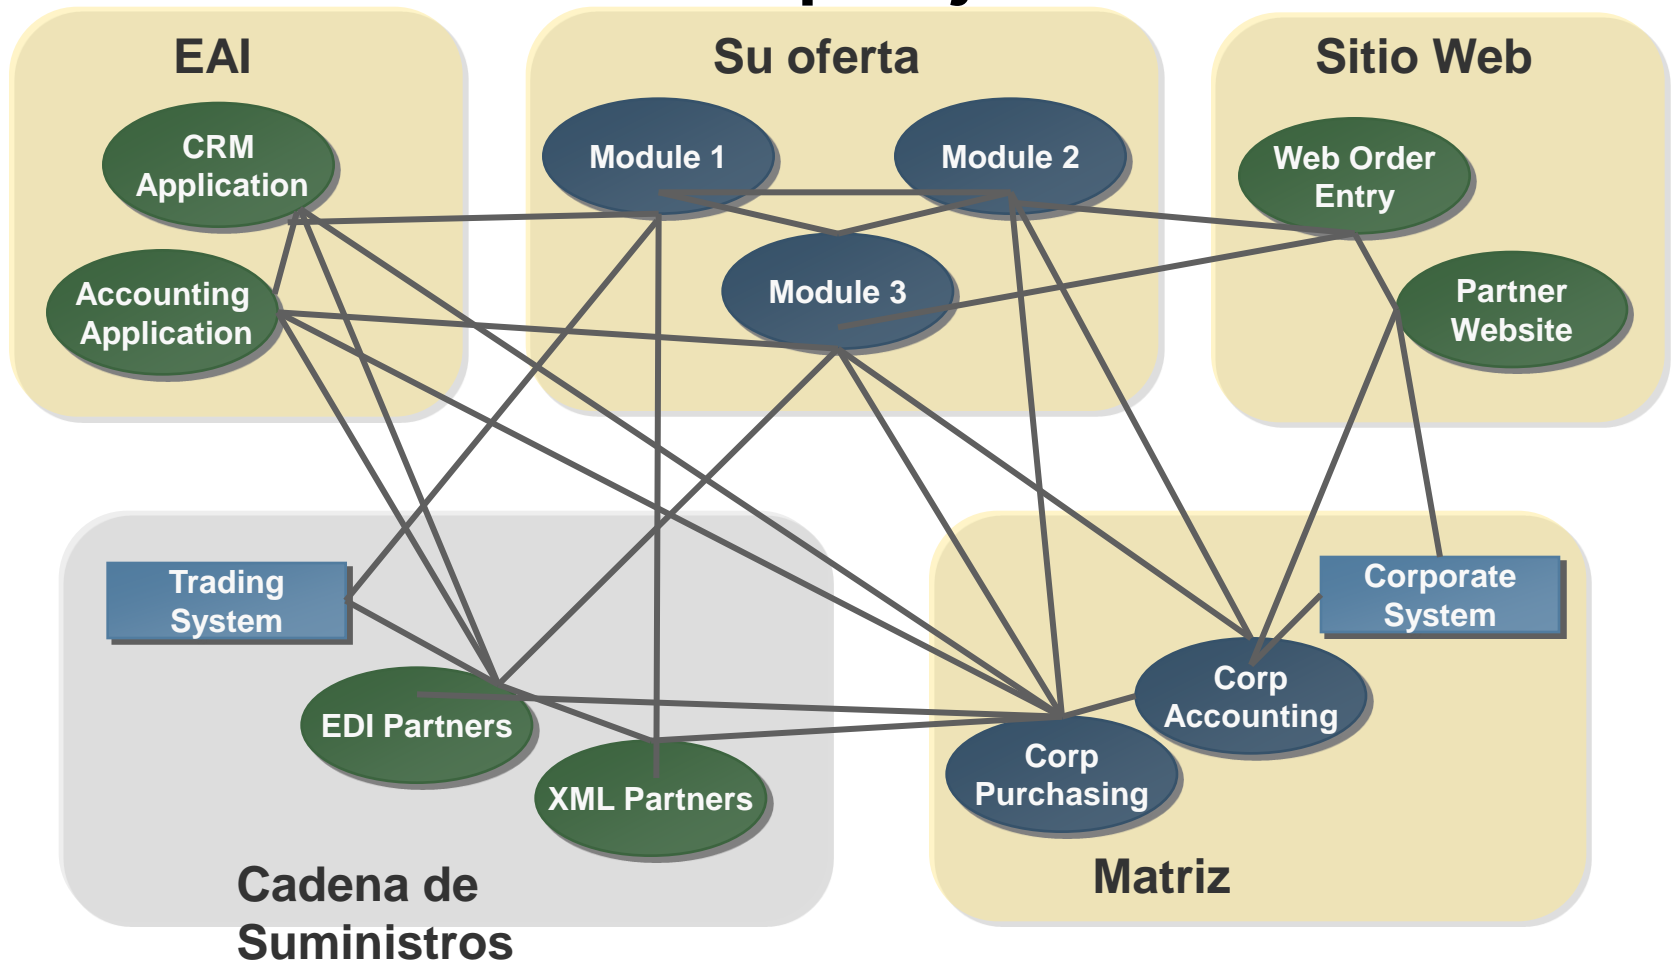 EAI
CRM
Application
Accounting
Application
Su oferta
Module 1
Module 2
Module 3
Sitio Web
Web Order
Entry
Partner
Website
Trading
System
EDI Partners
XML Partners
Cadena de
Suministros
Corporate
System
Corp
Accounting
Corp
Purchasing
Matriz